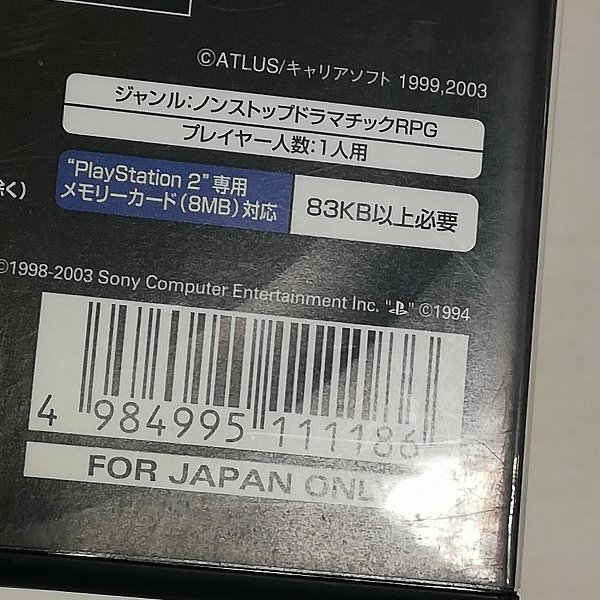 ©ATLUS/キャリアソフト 1999,2003
ジャンル:ノンストップドラマチックRPG
プレイヤー人数:1人用
除く)
"PlayStation 2"専用
メモリーカード(8MB)対応
83KB以上必要
©1998-2003 Sony Computer Entertainment Inc. "PS" ©1994
4 984995 111186
FOR JAPAN ONLY